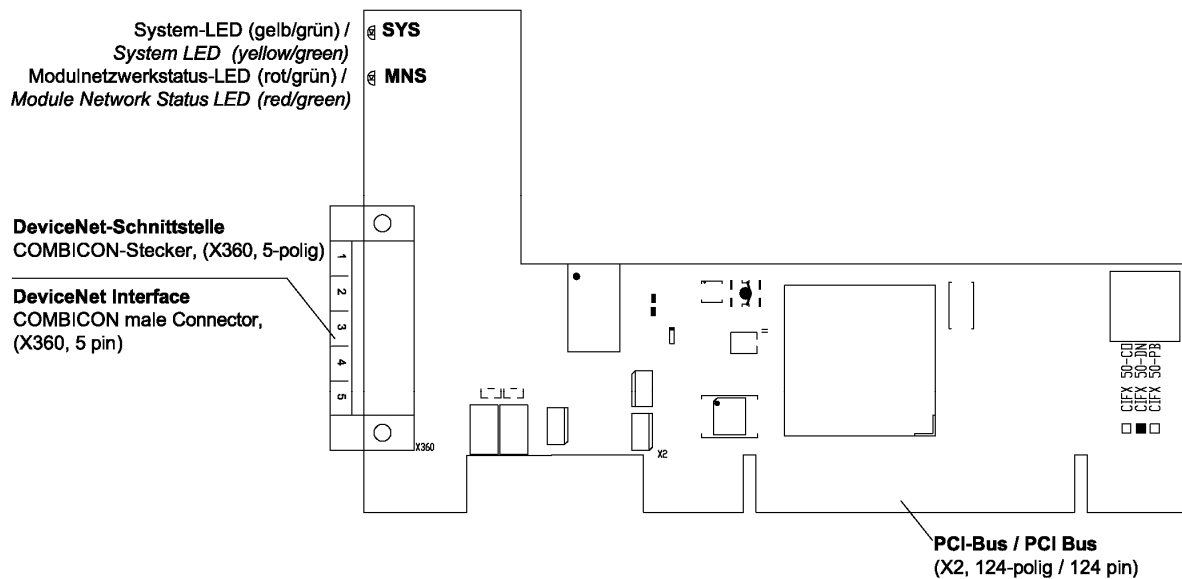 System-LED (gelb/grün) /
System LED (yellow/green)
SYS
Modulnetzwerkstatus-LED (rot/grün) /
Module Network Status LED (red/green)
MNS
DeviceNet-Schnittstelle
COMBICON-Stecker, (X360, 5-polig)
DeviceNet Interface
COMBICON male Connector,
(X360, 5 pin)
1
2
3
4
5
X360
X2
CIFX 50-CO
CIFX 50-DN
CIFX 50-PB
PCI-Bus / PCI Bus
(X2, 124-polig / 124 pin)